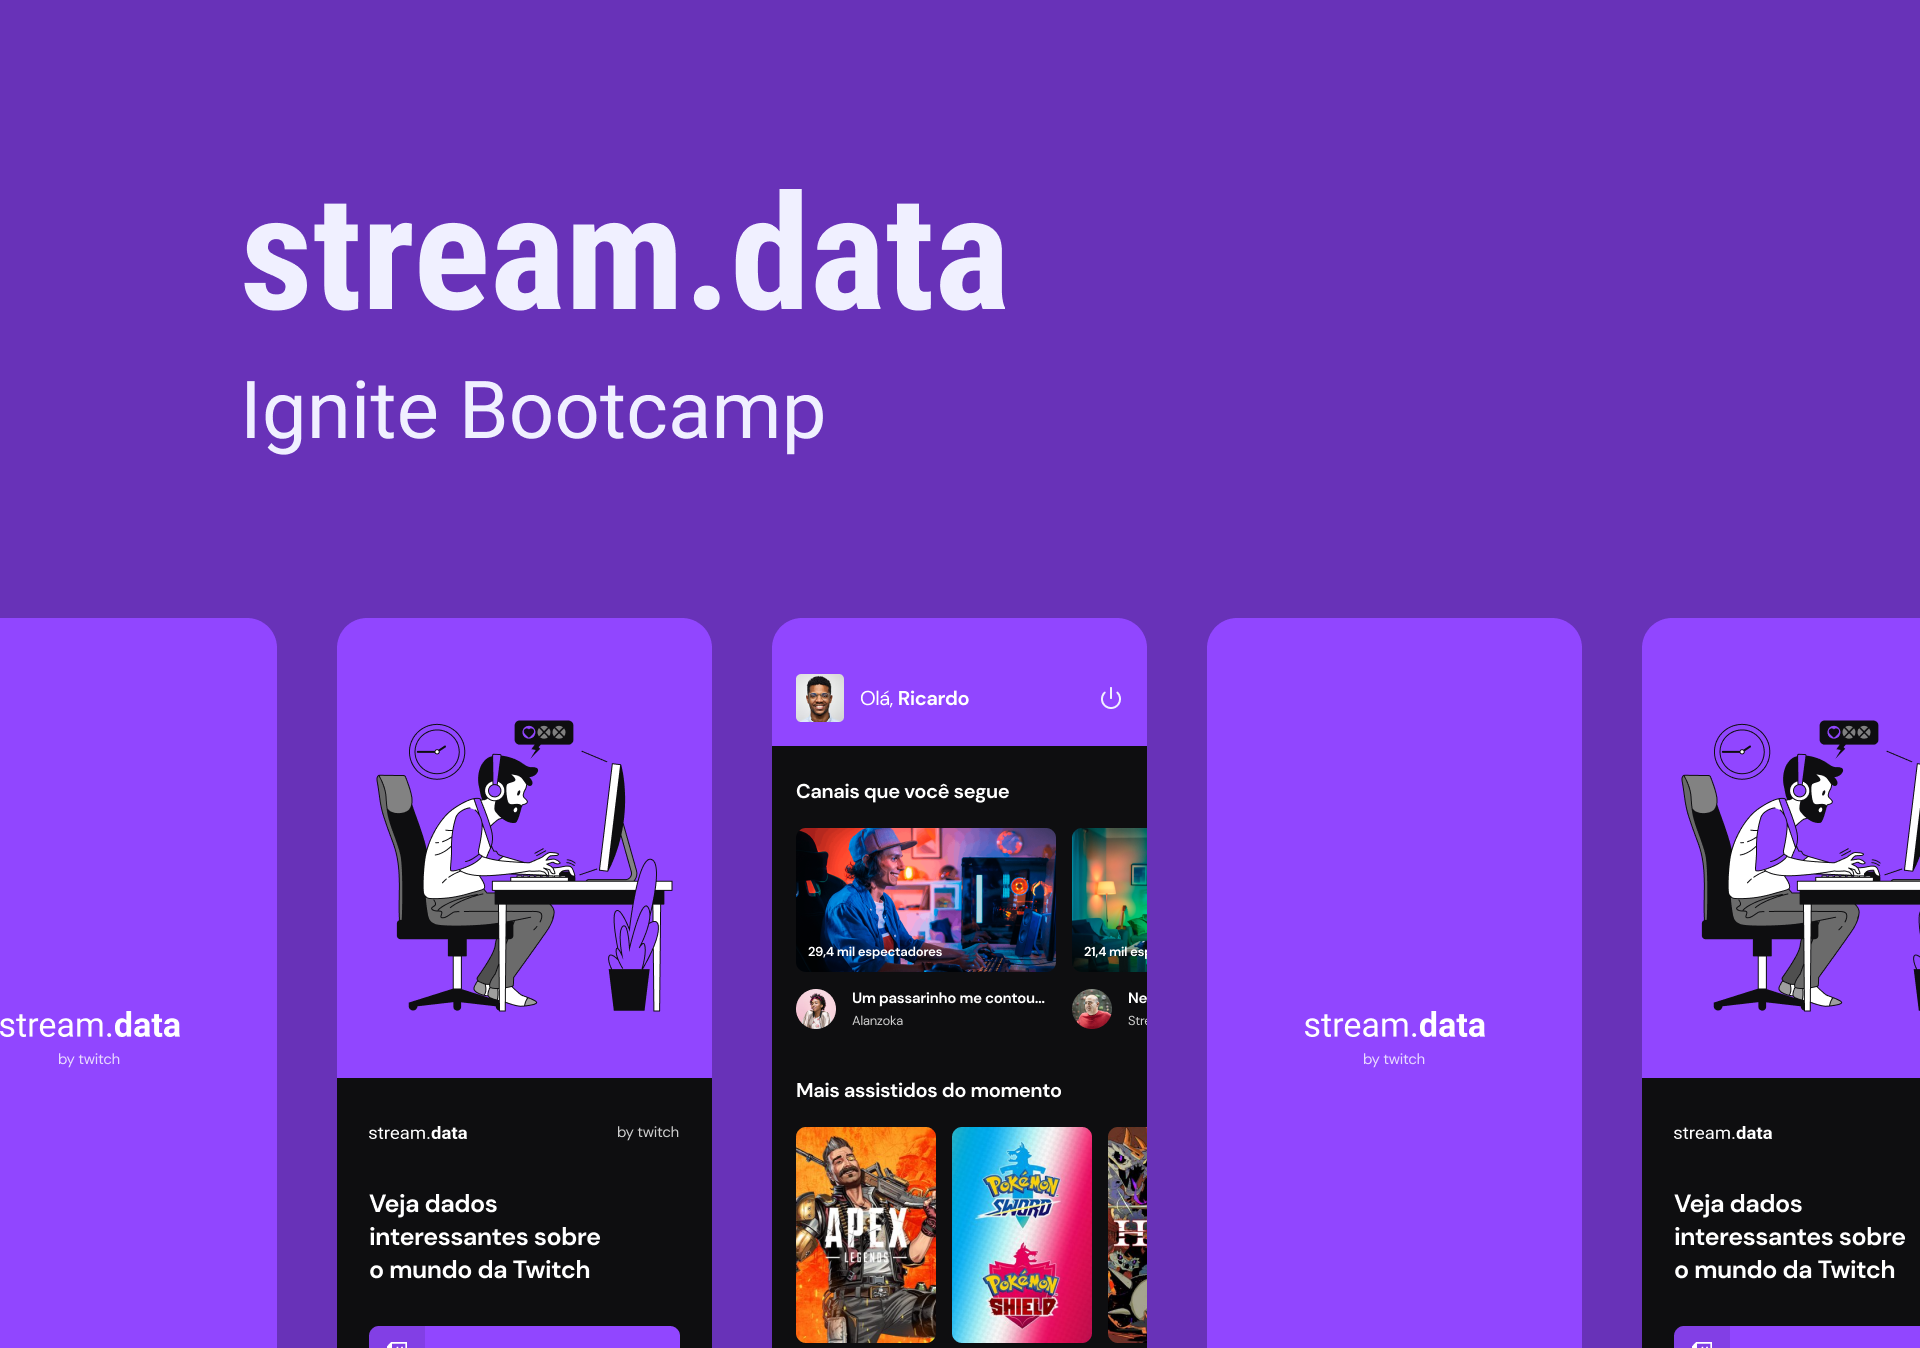 stream.data
Ignite Bootcamp
stream.data
by twitch
stream.data
by twitch
Veja dados
interessantes sobre
o mundo da Twitch
Olá, Ricardo
Canais que você segue
29,4 mil espectadores
21,4 mil
Um passarinho me contou...
Alanzoka
Mais assistidos do momento
APEX
LEGENDS
POKÉMON
SWORD
POKÉMON
SHIELD
stream.data
by twitch
stream.data
Veja dados
interessantes sobre
o mundo da Twitch